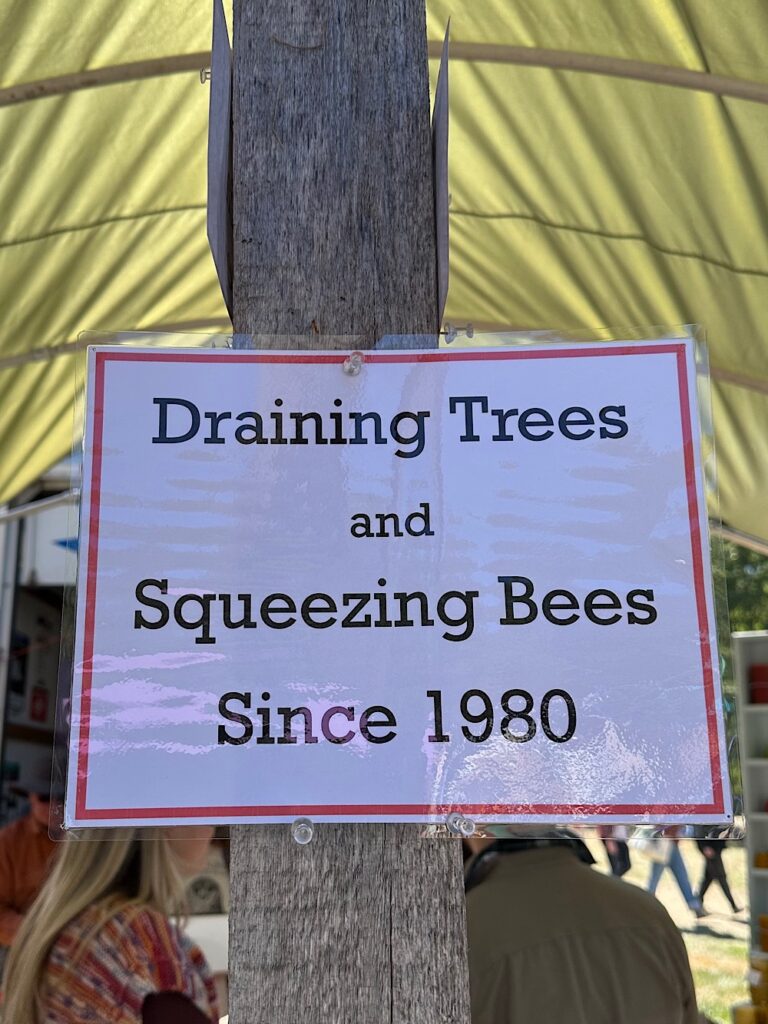 Draining Trees
and
Squeezing Bees
Since 1980